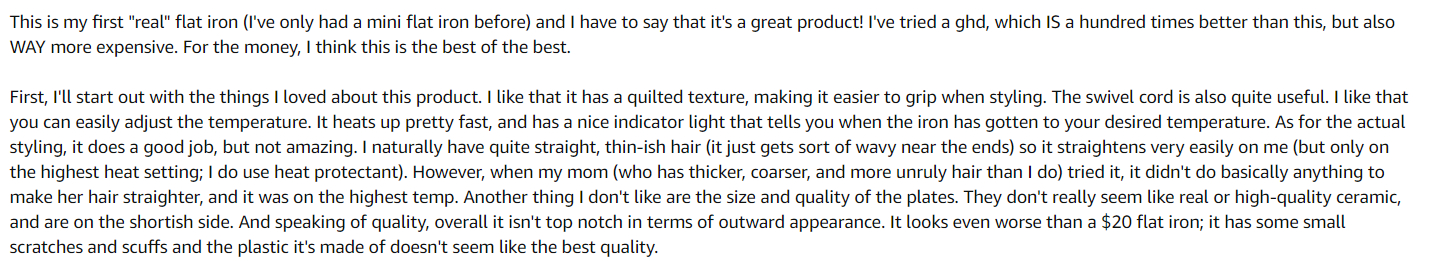 This is my first "real" flat iron (I've only had a mini flat iron before) and I have to say that it's a great product! I've tried a ghd, which IS a hundred times better than this, but also
WAY more expensive. For the money, I think this is the best of the best.
First, I'll start out with the things I loved about this product. I like that it has a quilted texture, making it easier to grip when styling. The swivel cord is also quite useful. I like that
you can easily adjust the temperature. It heats up pretty fast, and has a nice indicator light that tells you when the iron has gotten to your desired temperature. As for the actual
styling, it does a good job, but not amazing. I naturally have quite straight, thin-ish hair (it just gets sort of wavy near the ends) so it straightens very easily on me (but only on
the highest heat setting; I do use heat protectant). However, when my mom (who has thicker, coarser, and more unruly hair than I do) tried it, it didn't do basically anything to
make her hair straighter, and it was on the highest temp. Another thing I don't like are the size and quality of the plates. They don't really seem like real or high-quality ceramic,
and are on the shortish side. And speaking of quality, overall it isn't top notch in terms of outward appearance. It looks even worse than a $20 flat iron; it has some small
scratches and scuffs and the plastic it's made of doesn't seem like the best quality.